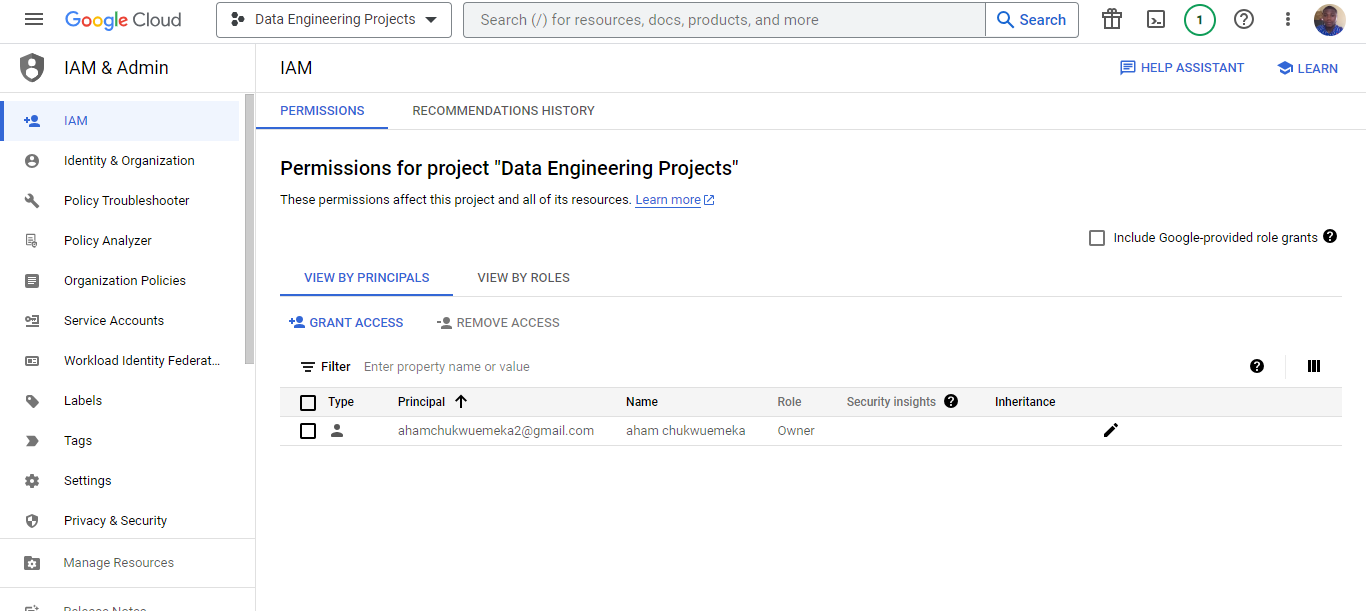 Google Cloud
Data Engineering Projects
Search (/) for resources, docs, products, and more
Search
1
IAM & Admin
IAM
HELP ASSISTANT
LEARN
IAM
Identity & Organization
Policy Troubleshooter
Policy Analyzer
Organization Policies
Service Accounts
Workload Identity Federat...
Labels
Tags
Settings
Privacy & Security
Manage Resources
Release Notes
PERMISSIONS
RECOMMENDATIONS HISTORY
Permissions for project "Data Engineering Projects"
These permissions affect this project and all of its resources. Learn more
Include Google-provided role grants
VIEW BY PRINCIPALS
VIEW BY ROLES
GRANT ACCESS
REMOVE ACCESS
Filter Enter property name or value
Type Principal Name Role Security insights Inheritance
ahamchukwuemeka2@gmail.com aham chukwuemeka Owner